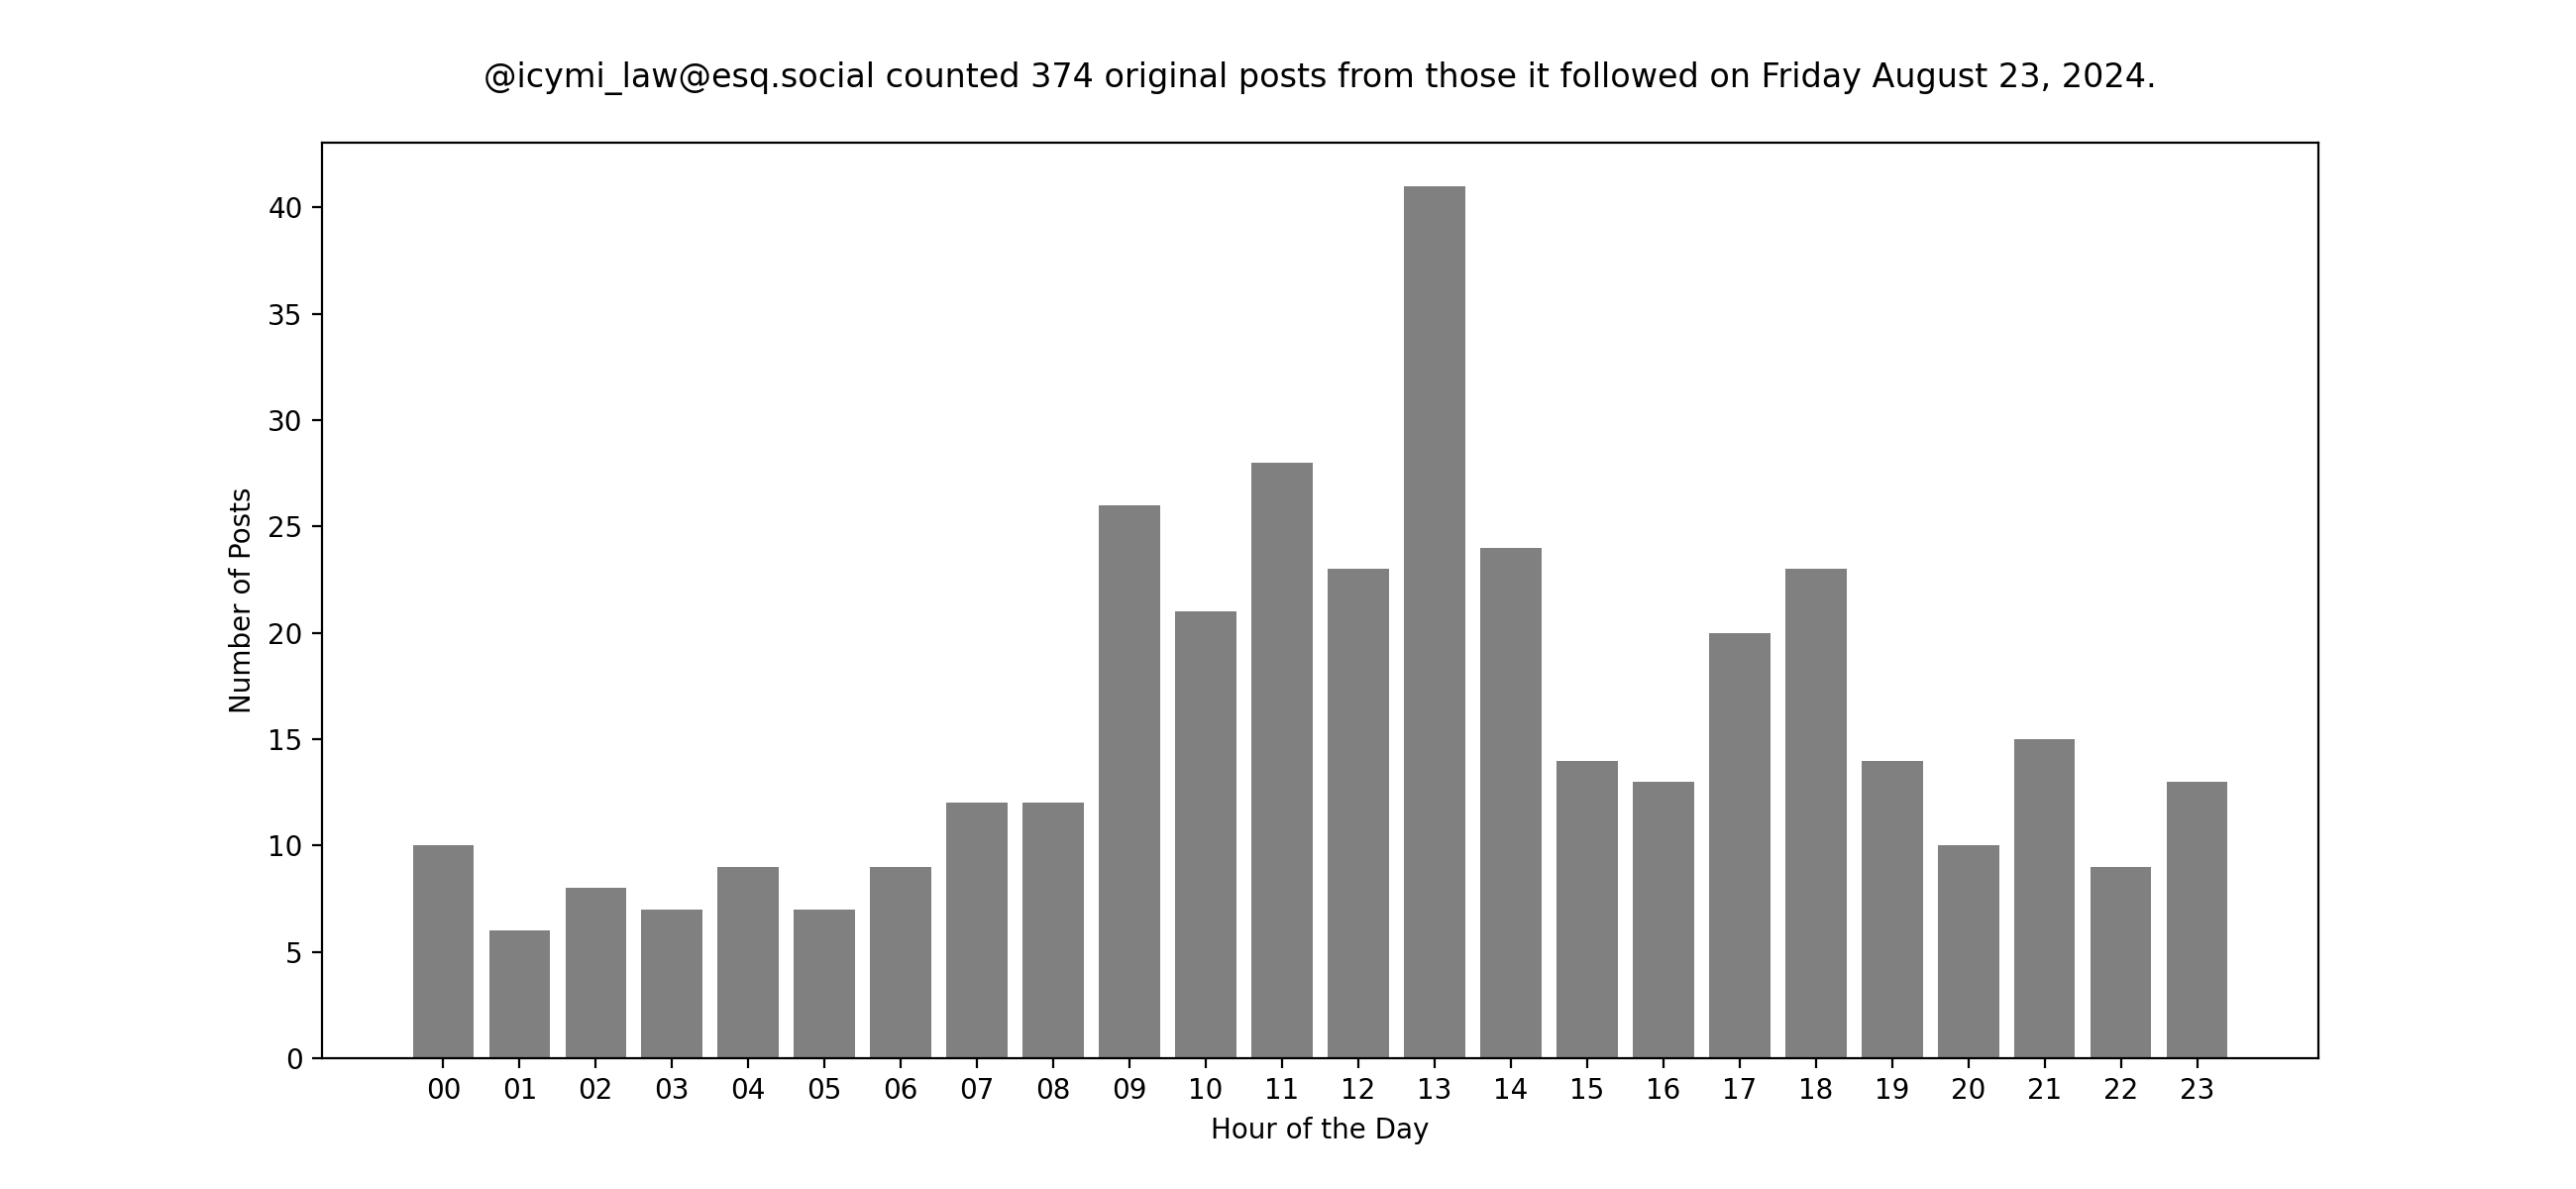 @icymi_law@esq.social counted 374 original posts from those it followed on Friday August 23, 2024.
40
35
30
25
20
15
10
5
0
Number of Posts
00 01 02 03 04 05 06 07 08 09 10 11 12 13 14 15 16 17 18 19 20 21 22 23
Hour of the Day